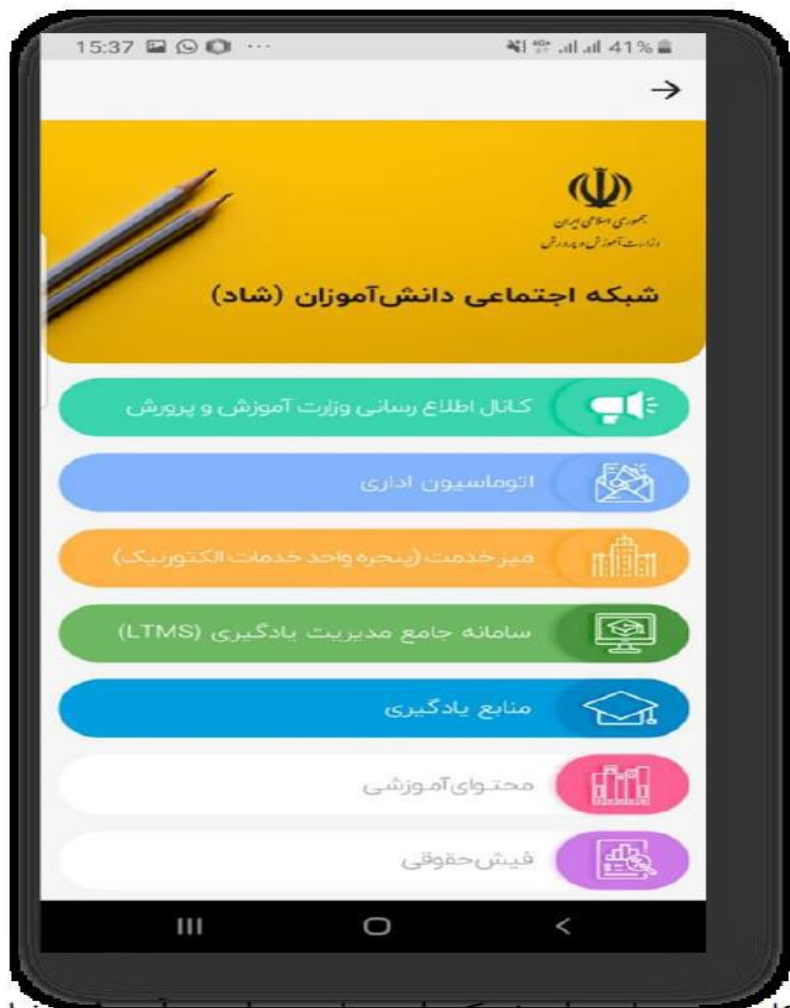 15:37 ··· 41%
جمهوری اسلامی ایران
وزارت آموزش و پرورش
شبکه اجتماعی دانش‌آموزان (شاد)
کانال اطلاع رسانی وزارت آموزش و پرورش
اتوماسیون اداری
میز خدمت (پنجره واحد خدمات الکتورنیک)
سامانه جامع مدیریت یادگیری (LTMS)
منابع یادگیری
محتوای آموزشی
فیش حقوقی